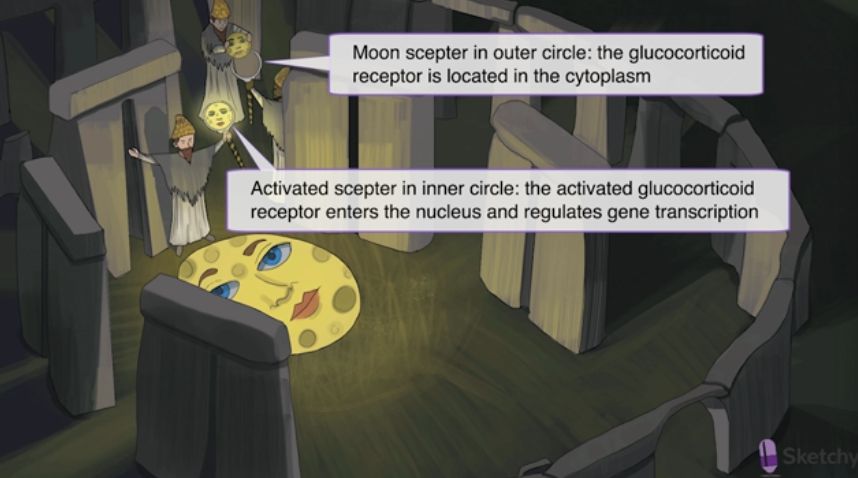 Moon scepter in outer circle: the glucocorticoid
receptor is located in the cytoplasm
Activated scepter in inner circle: the activated glucocorticoid
receptor enters the nucleus and regulates gene transcription
Sketchy